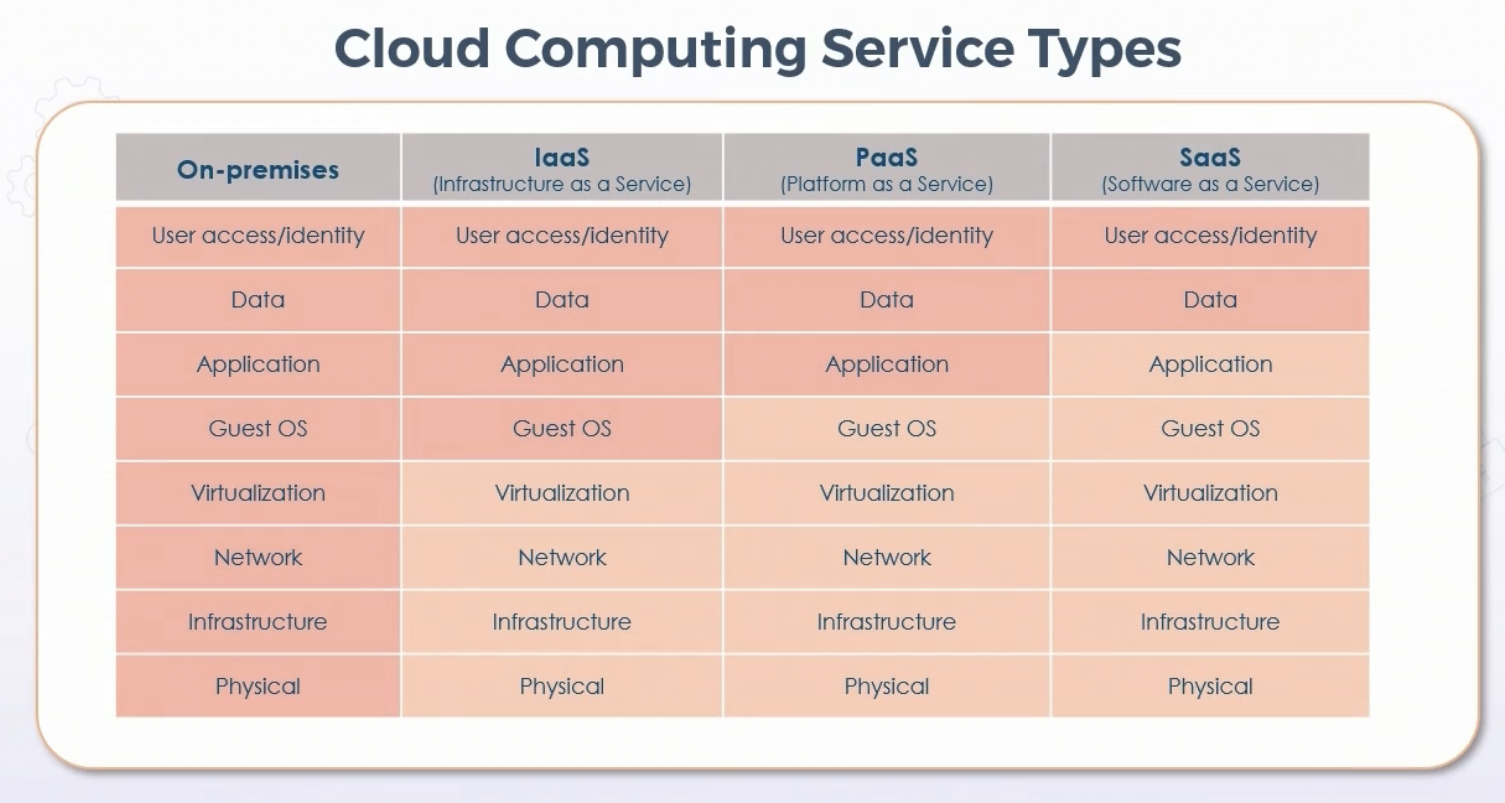 Cloud Computing Service Types
On-premises IaaS PaaS SaaS
(Infrastructure as a Service) (Platform as a Service) (Software as a Service)
User access/identity User access/identity User access/identity User access/identity
Data Data Data Data
Application Application Application Application
Guest OS Guest OS Guest OS Guest OS
Virtualization Virtualization Virtualization Virtualization
Network Network Network Network
Infrastructure Infrastructure Infrastructure Infrastructure
Physical Physical Physical Physical